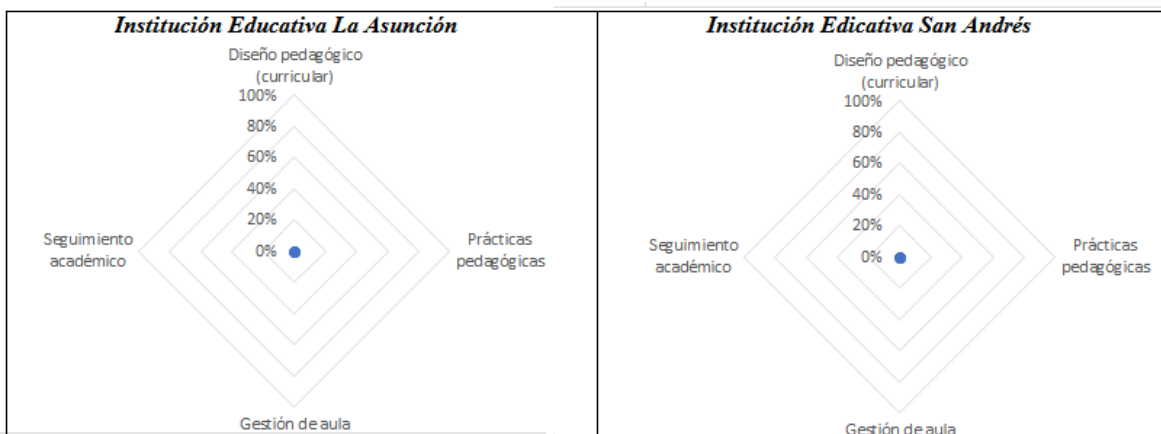 Institución Educativa La Asunción
Diseño pedagógico
(curricular)
100%
80%
60%
40%
20%
0%
Seguimiento
académico
Prácticas
pedagógicas
Gestión de aula
Institución Edicativa San Andrés
Diseño pedagógico
(curricular)
100%
80%
60%
40%
20%
0%
Seguimiento
académico
Prácticas
pedagógicas
Gestión de aula